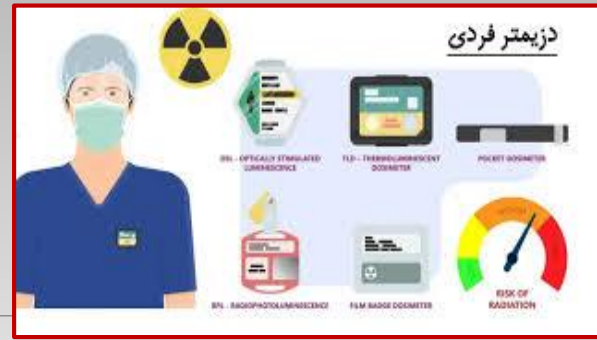 دزیمتر فردی
OSL - OPTICALLY STIMULATED
LUMINESCENCE
TLD - THERMOLUMINESCENT
DOSIMETER
POCKET DOSIMETER
RPL - RADIOPHOTOLUMINESCENCE
FILM BADGE DOSIMETER
RISK OF
RADIATION